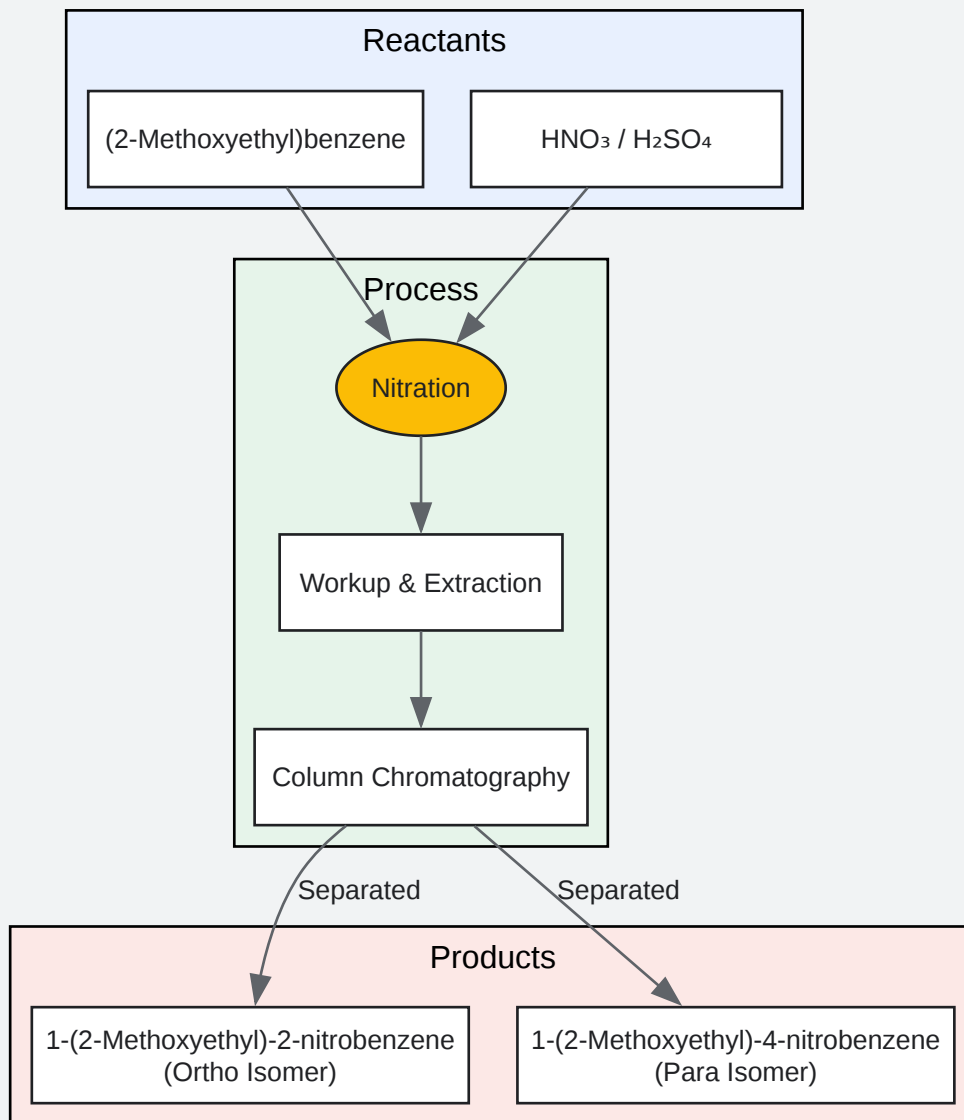 Reactants
(2-Methoxyethyl)benzene
HNO₃ / H₂SO₄
Process
Nitration
Workup & Extraction
Column Chromatography
Separated
Separated
Products
1-(2-Methoxyethyl)-2-nitrobenzene
(Ortho Isomer)
1-(2-Methoxyethyl)-4-nitrobenzene
(Para Isomer)